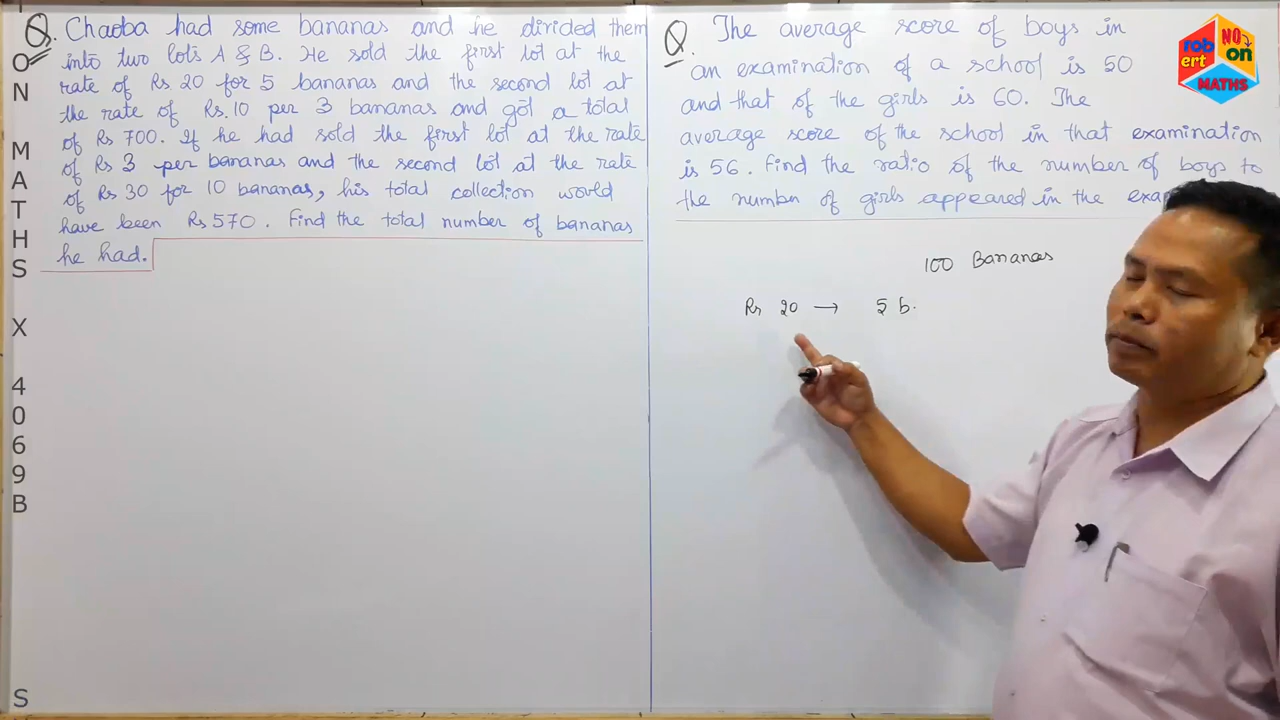 ON MATHS X 4069B S
Q. Chaoba had some bananas and he divided them
into two lots A & B. He sold the first lot at the
rate of Rs 20 for 5 bananas and the second lot at
the rate of Rs.10 per 3 bananas and got a total
of Rs 700. If he had sold the first lot at the rate
of Rs 3 per bananas and the second lot at the rate
of Rs 30 for 10 bananas, his total collection would
have been Rs 570. Find the total number of bananas
he had.
Q. The average score of boys in
an examination of a school is 50
and that of the girls is 60. The
average score of the school in that examination
is 56. Find the ratio of the number of boys to
the number of girls appeared in the
100 Bananas
Rs 20 → 5 b.
rob NO
ert on
MATHS